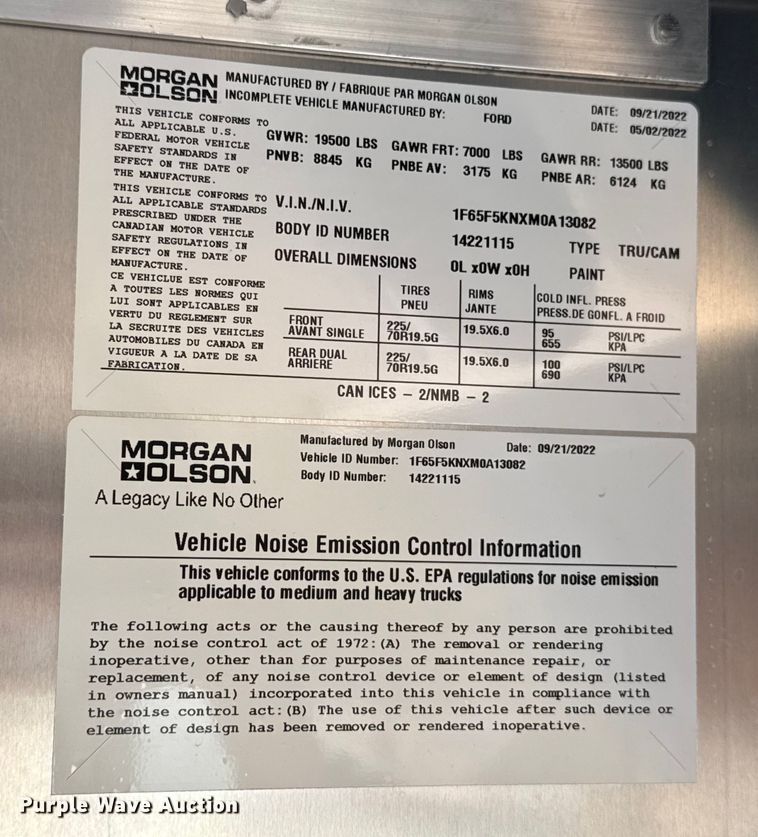 MORGAN OLSON MANUFACTURED BY / FABRIQUE PAR MORGAN OLSON DATE: 09/21/2022
INCOMPLETE VEHICLE MANUFACTURED BY: FORD DATE: 05/02/2022
THIS VEHICLE CONFORMS TO
ALL APPLICABLE U.S.
FEDERAL MOTOR VEHICLE
SAFETY STANDARDS IN
EFFECT ON THE DATE OF
THE MANUFACTURE.
THIS VEHICLE CONFORMS TO
ALL APPLICABLE STANDARDS
PRESCRIBED UNDER THE
CANADIAN MOTOR VEHICLE
SAFETY REGULATIONS IN
EFFECT ON THE DATE OF
MANUFACTURE.
CE VEHICLUE EST CONFORME
A TOUTES LES NORMES QUI
LUI SONT APPLICABLES EN
VERTU DU REGLEMENT SUR
LA SECRUITE DES VEHICLES
AUTOMOBILES DU CANADA EN
VIGUEUR A LA DATE DE SA
FABRICATION.
GVWR: 19500 LBS GAWR FRT: 7000 LBS GAWR RR: 13500 LBS
PNVB: 8845 KG PNBE AV: 3175 KG PNBE AR: 6124 KG
V.I.N./N.I.V. 1F65F5KNXM0A13082
BODY ID NUMBER 14221115 TYPE TRU/CAM
OVERALL DIMENSIONS 0L x0W x0H PAINT
TIRES RIMS COLD INFL. PRESS
PNEU JANTE PRESS.DE GONFL. A FROID
FRONT 225/ 19.5X6.0 95 PSI/LPC
AVANT SINGLE 70R19.5G 655 KPA
REAR DUAL 225/ 19.5X6.0 100 PSI/LPC
ARRIERE 70R19.5G 690 KPA
CAN ICES – 2/NMB – 2
MORGAN
OLSON
A Legacy Like No Other
Manufactured by Morgan Olson Date: 09/21/2022
Vehicle ID Number: 1F65F5KNXM0A13082
Body ID Number: 14221115
Vehicle Noise Emission Control Information
This vehicle conforms to the U.S. EPA regulations for noise emission
applicable to medium and heavy trucks
The following acts or the causing thereof by any person are prohibited
by the noise control act of 1972:(A) The removal or rendering
inoperative, other than for purposes of maintenance repair, or
replacement, of any noise control device or element of design (listed
in owners manual) incorporated into this vehicle in compliance with
the noise control act:(B) The use of this vehicle after such device or
element of design has been removed or rendered inoperative.
Purple Wave Auction